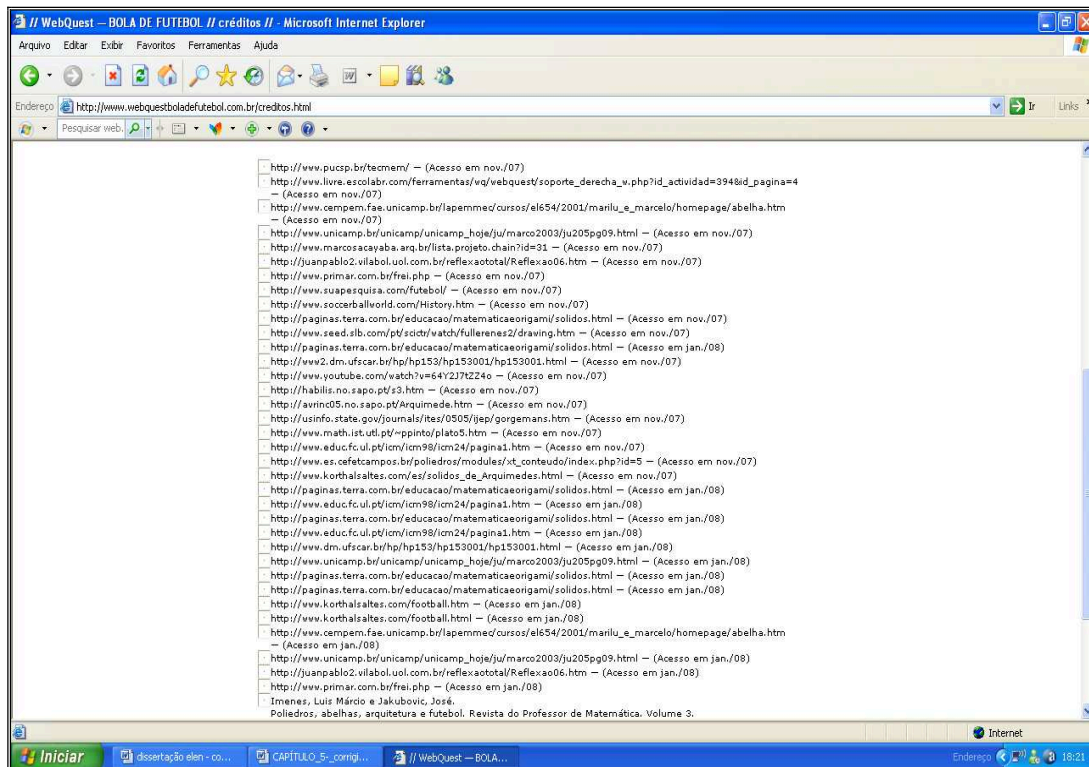 // WebQuest — BOLA DE FUTEBOL // créditos // - Microsoft Internet Explorer
Arquivo Editar Exibir Favoritos Ferramentas Ajuda
Endereço http://www.webquestboladefutebol.com.br/creditos.html Ir Links
Pesquisar web.
http://www.pucsp.br/tecmem/ — (Acesso em nov./07)
http://www.livre.escolabr.com/ferramentas/wq/webquest/soporte_derecha_w.php?id_actividad=394&id_pagina=4
— (Acesso em nov./07)
http://www.cempem.fae.unicamp.br/lapemmec/cursos/el654/2001/marilu_e_marcelo/homepage/abelha.htm
— (Acesso em nov./07)
http://www.unicamp.br/unicamp/unicamp_hoje/ju/marco2003/ju205pg09.html — (Acesso em nov./07)
http://www.marcosacayaba.arq.br/lista.projeto.chain?id=31 — (Acesso em nov./07)
http://juanpablo2.vilabol.uol.com.br/reflexaototal/Reflexao06.htm — (Acesso em nov./07)
http://www.primar.com.br/frei.php — (Acesso em nov./07)
http://www.suapesquisa.com/futebol/ — (Acesso em nov./07)
http://www.soccerballworld.com/History.htm — (Acesso em nov./07)
http://paginas.terra.com.br/educacao/matematicaeorigami/solidos.html — (Acesso em nov./07)
http://www.seed.slb.com/pt/scictr/watch/fullerenes2/drawing.htm — (Acesso em nov./07)
http://paginas.terra.com.br/educacao/matematicaeorigami/solidos.html — (Acesso em jan./08)
http://www2.dm.ufscar.br/hp/hp153/hp153001/hp153001.html — (Acesso em nov./07)
http://www.youtube.com/watch?v=64Y2J7tZZ4o — (Acesso em nov./07)
http://habilis.no.sapo.pt/s3.htm — (Acesso em nov./07)
http://avrinc05.no.sapo.pt/Arquimede.htm — (Acesso em nov./07)
http://usinfo.state.gov/journals/ites/0505/ijep/gorgemans.htm — (Acesso em nov./07)
http://www.math.ist.utl.pt/~ppinto/plato5.htm — (Acesso em nov./07)
http://www.educ.fc.ul.pt/icm/icm98/icm24/pagina1.htm — (Acesso em nov./07)
http://www.es.cefetcampos.br/poliedros/modules/xt_conteudo/index.php?id=5 — (Acesso em nov./07)
http://www.korthalsaltes.com/es/solidos_de_Arquimedes.html — (Acesso em nov./07)
http://paginas.terra.com.br/educacao/matematicaeorigami/solidos.html — (Acesso em jan./08)
http://www.educ.fc.ul.pt/icm/icm98/icm24/pagina1.htm — (Acesso em jan./08)
http://paginas.terra.com.br/educacao/matematicaeorigami/solidos.html — (Acesso em jan./08)
http://www.educ.fc.ul.pt/icm/icm98/icm24/pagina1.htm — (Acesso em jan./08)
http://www.dm.ufscar.br/hp/hp153/hp153001/hp153001.html — (Acesso em jan./08)
http://www.unicamp.br/unicamp/unicamp_hoje/ju/marco2003/ju205pg09.html — (Acesso em jan./08)
http://paginas.terra.com.br/educacao/matematicaeorigami/solidos.html — (Acesso em jan./08)
http://paginas.terra.com.br/educacao/matematicaeorigami/solidos.html — (Acesso em jan./08)
http://www.korthalsaltes.com/football.htm — (Acesso em jan./08)
http://www.korthalsaltes.com/football.html — (Acesso em jan./08)
http://www.cempem.fae.unicamp.br/lapemmec/cursos/el654/2001/marilu_e_marcelo/homepage/abelha.htm
— (Acesso em jan./08)
http://www.unicamp.br/unicamp/unicamp_hoje/ju/marco2003/ju205pg09.html — (Acesso em jan./08)
http://juanpablo2.vilabol.uol.com.br/reflexaototal/Reflexao06.htm — (Acesso em jan./08)
http://www.primar.com.br/frei.php — (Acesso em jan./08)
Imenes, Luis Márcio e Jakubovic, José.
Poliedros, abelhas, arquitetura e futebol. Revista do Professor de Matemática. Volume 3.
Internet
Iniciar dissertação elen - co... CAPÍTULO_5-_corrigi... // WebQuest — BOLA... Endereço 18:21